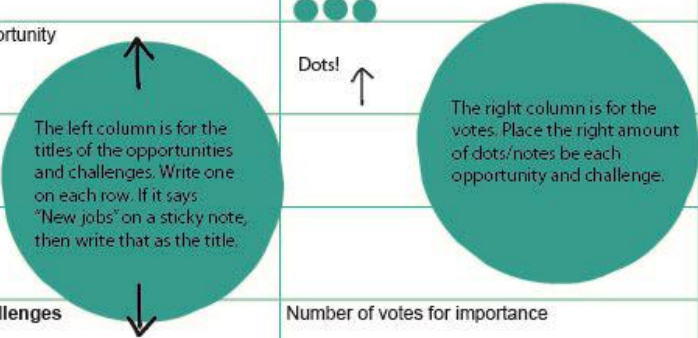 ortunity
Dots!
The left column is for the
titles of the opportunities
and challenges. Write one
on each row. If it says
"New jobs" on a sticky note,
then write that as the title.
The right column is for the
votes. Place the right amount
of dots/notes be each
opportunity and challenge.
llenges
Number of votes for importance